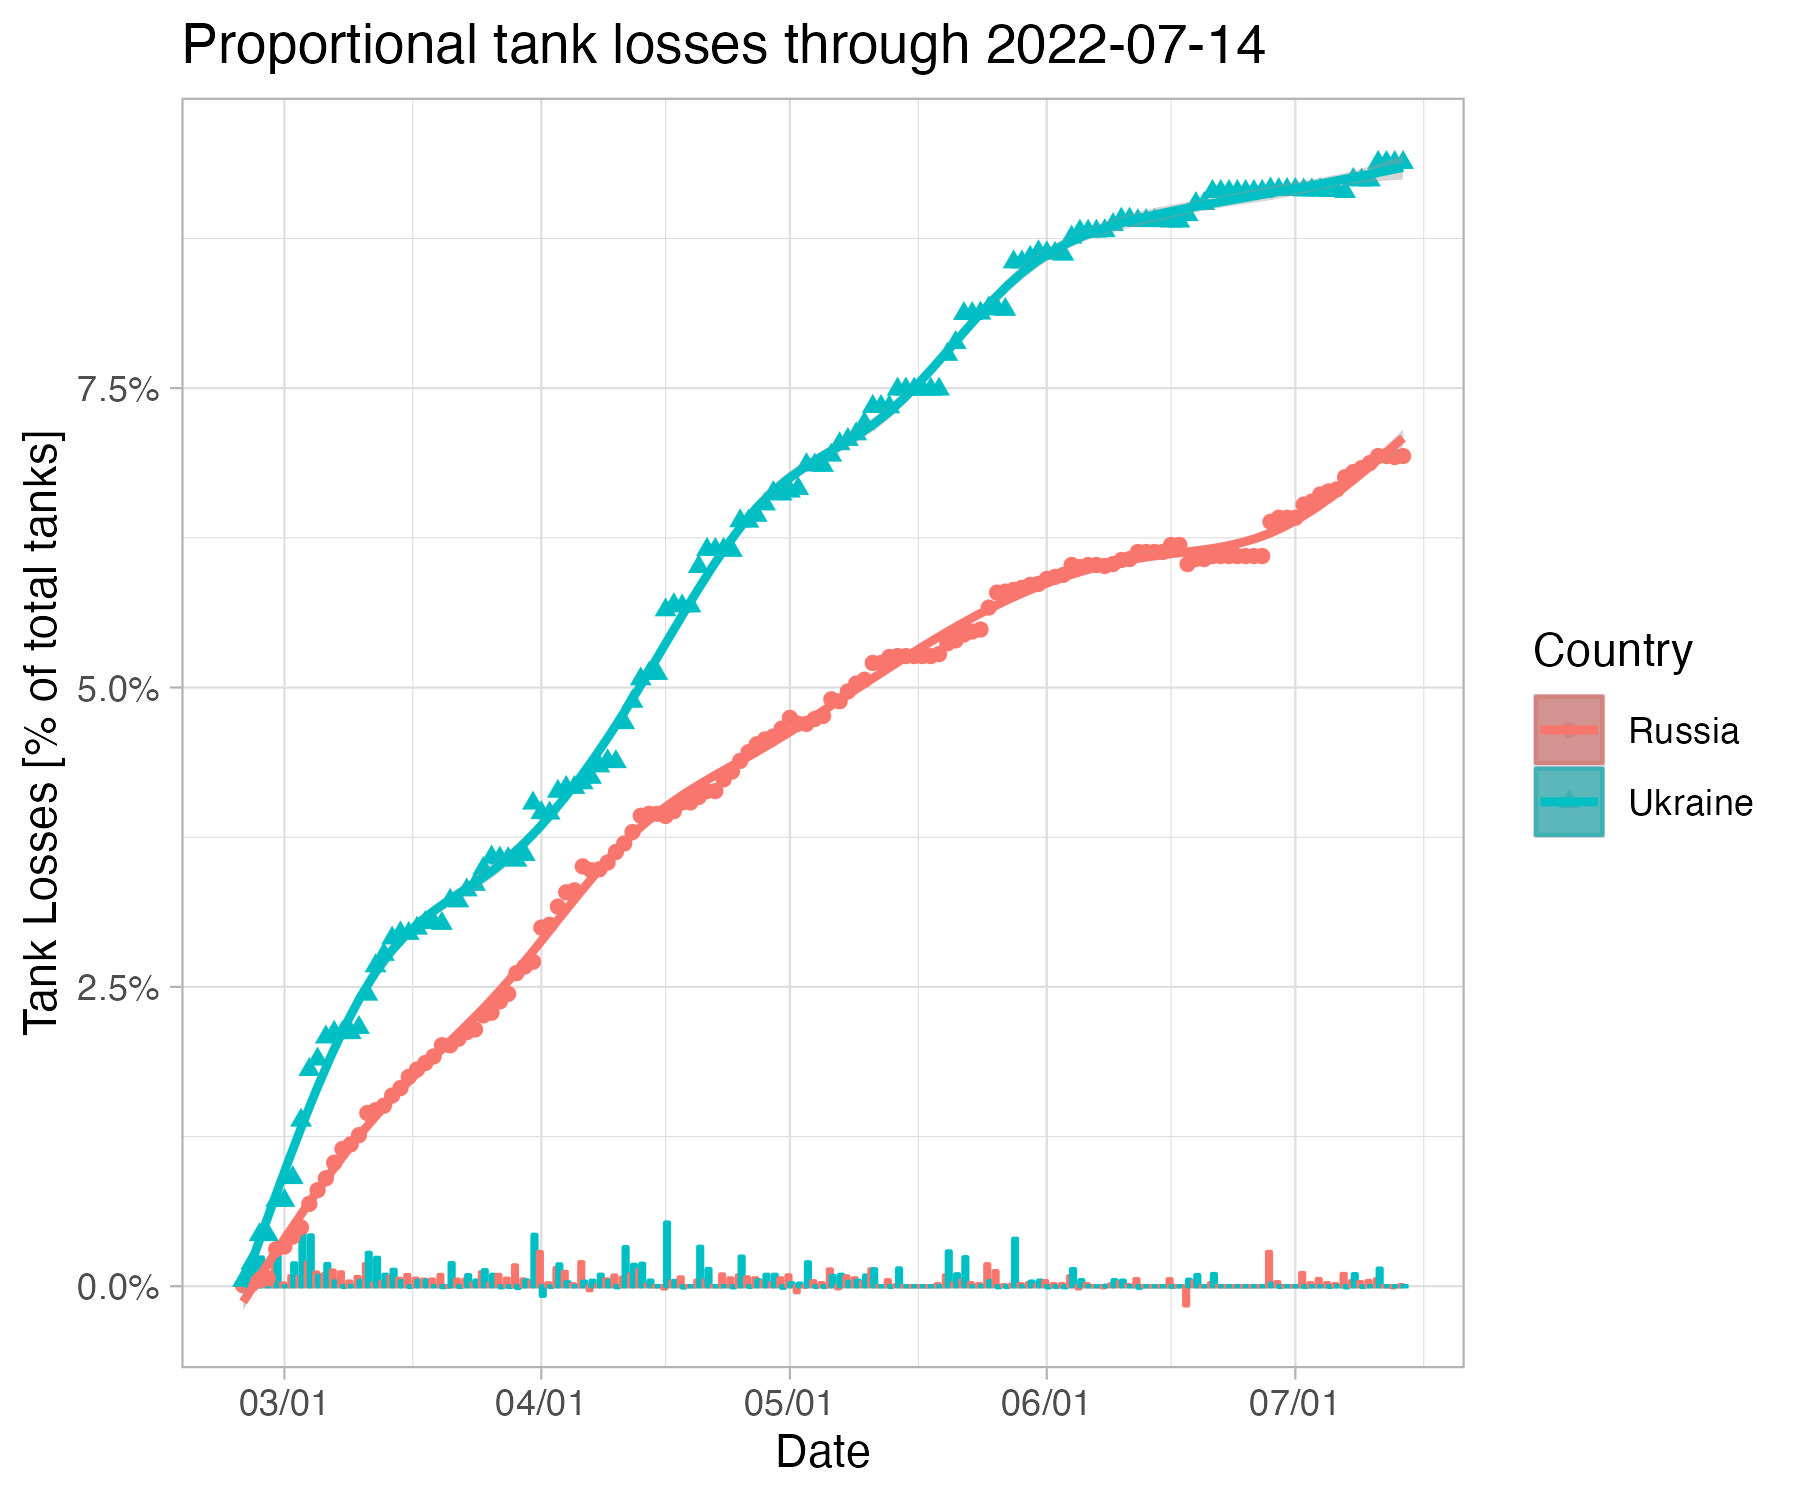 Proportional tank losses through 2022-07-14
Tank Losses [% of total tanks]
7.5%
5.0%
2.5%
0.0%
03/01
04/01
05/01
06/01
07/01
Date
Country
Russia
Ukraine